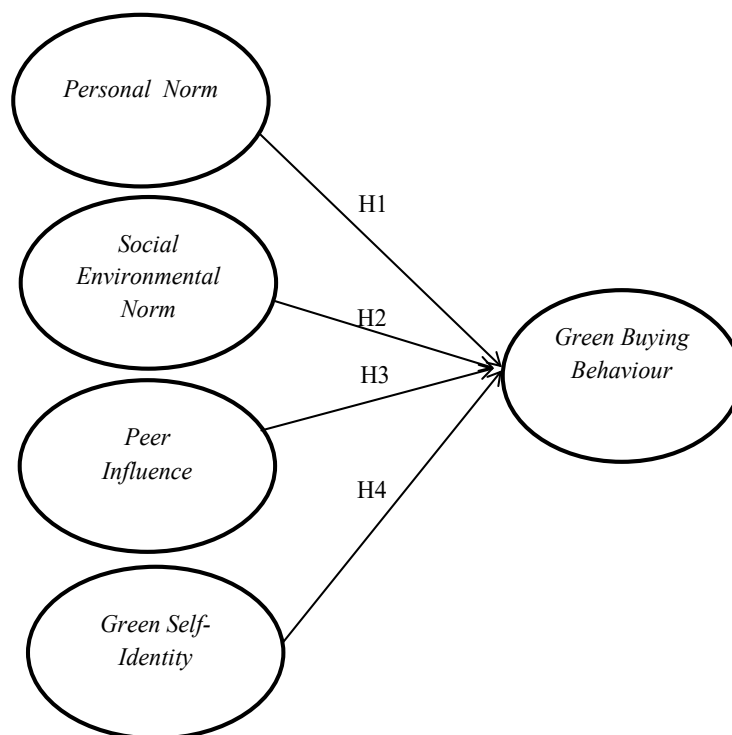 Personal Norm
H1
Social
Environmental
Norm
H2
Green Buying
Behaviour
H3
Peer
Influence
H4
Green Self-
Identity